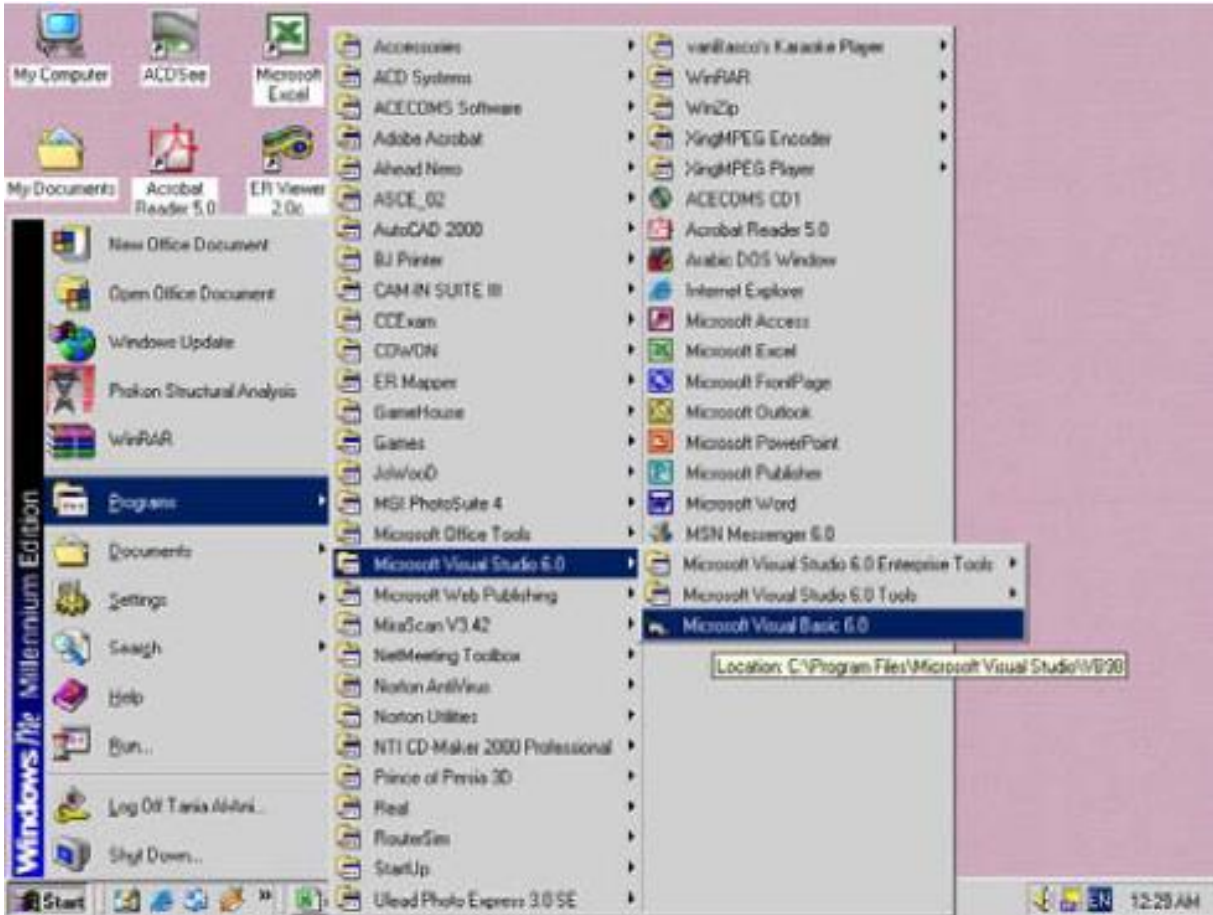 My Computer
ACDSee
Microsoft
Excel
My Documents
Acrobat
Reader 5.0
ER Viewer
2.0c
New Office Document
Open Office Document
Windows Update
Prokon Structural Analysis
WinRAR
Programs
Documents
Settings
Search
Help
Run...
Log Off Tania Al-Ani...
Shut Down...
Windows Me Millennium Edition
Accessories
ACD Systems
ACECOMS Software
Adobe Acrobat
Ahead Nero
ASCE_02
AutoCAD 2000
BJ Printer
CAM-IN SUITE III
CCExam
COWON
ER Mapper
GameHouse
Games
JoWooD
MGI PhotoSuite 4
Microsoft Office Tools
Microsoft Visual Studio 6.0
Microsoft Web Publishing
MiraScan V3.42
NetMeeting Toolbox
Norton AntiVirus
Norton Utilities
NTI CD-Maker 2000 Professional
Prince of Persia 3D
Real
RouterSim
StartUp
Ulead Photo Express 3.0 SE
vanBasco's Karaoke Player
WinRAR
WinZip
XingMPEG Encoder
XingMPEG Player
ACECOMS CD1
Acrobat Reader 5.0
Arabic DOS Window
Internet Explorer
Microsoft Access
Microsoft Excel
Microsoft FrontPage
Microsoft Outlook
Microsoft PowerPoint
Microsoft Publisher
Microsoft Word
MSN Messenger 6.0
Microsoft Visual Studio 6.0 Enterprise Tools
Microsoft Visual Studio 6.0 Tools
Microsoft Visual Basic 6.0
Location: C:\Program Files\Microsoft Visual Studio\VB98
Start
EN
12:29 AM